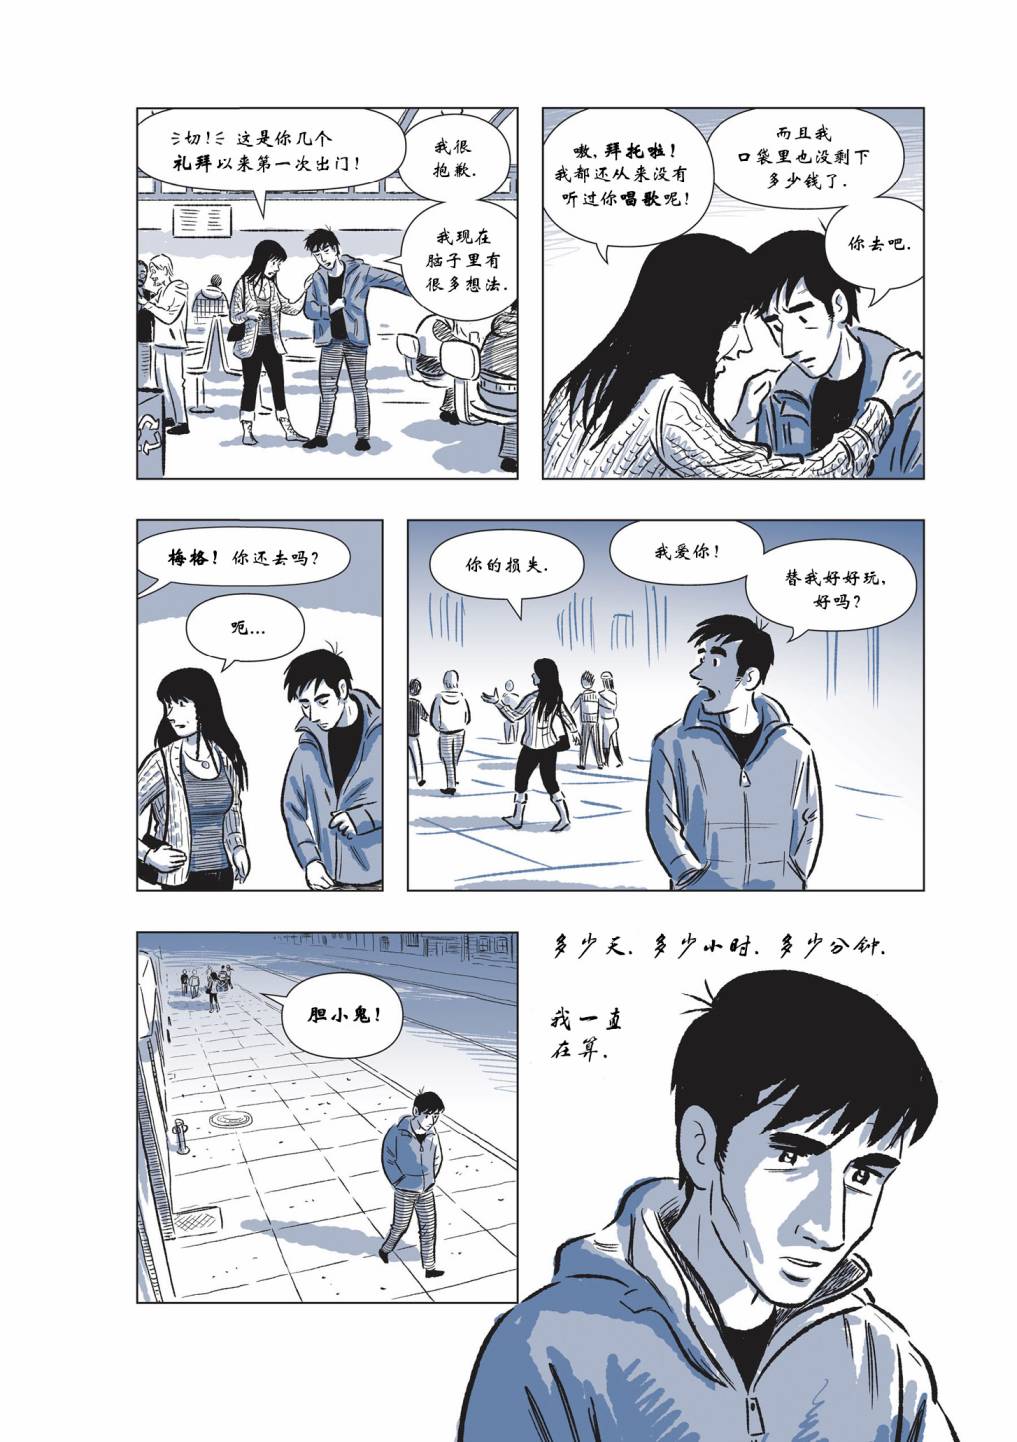 切！这是你几个
礼拜以来第一次出门！
我很
抱歉.
我现在
脑子里有
很多想法.
嗷，拜托啦！
我都还从来没有
听过你唱歌呢！
而且我
口袋里也没剩下
多少钱了.
你去吧.
梅格！你还去吗？
呃...
你的损失.
我爱你！
替我好好玩，
好吗？
胆小鬼！
多少天. 多少小时. 多少分钟.
我一直
在算.